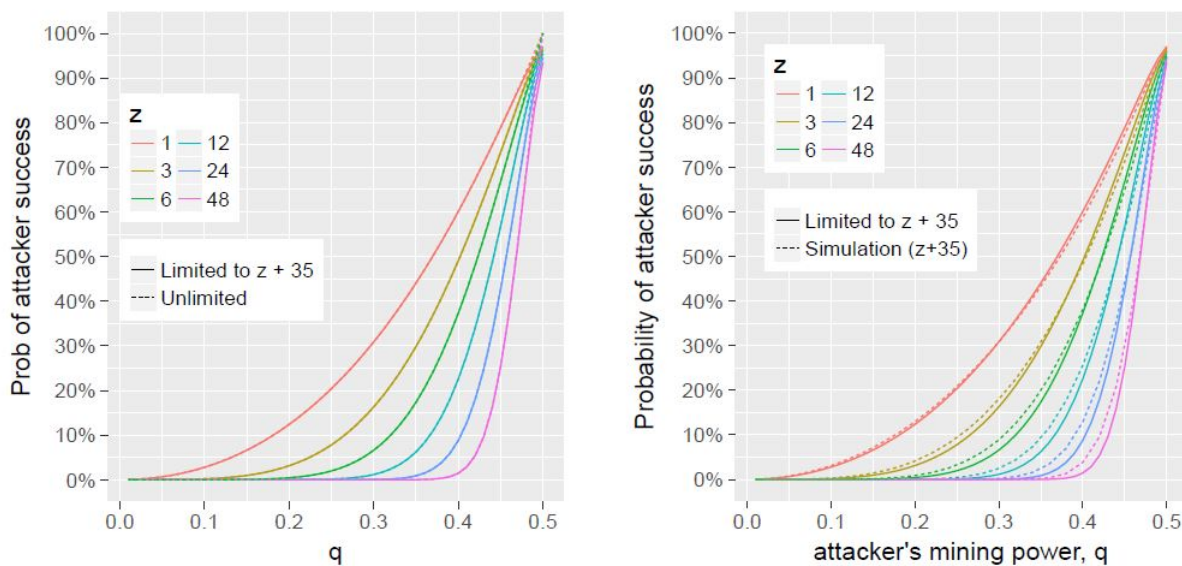 Prob of attacker success
100%
90%
80%
70%
60%
50%
40%
30%
20%
10%
0%
z
1 12
3 24
6 48
Limited to z + 35
Unlimited
0.0 0.1 0.2 0.3 0.4 0.5
q
Probability of attacker success
100%
90%
80%
70%
60%
50%
40%
30%
20%
10%
0%
z
1 12
3 24
6 48
Limited to z + 35
Simulation (z+35)
0.0 0.1 0.2 0.3 0.4 0.5
attacker's mining power, q